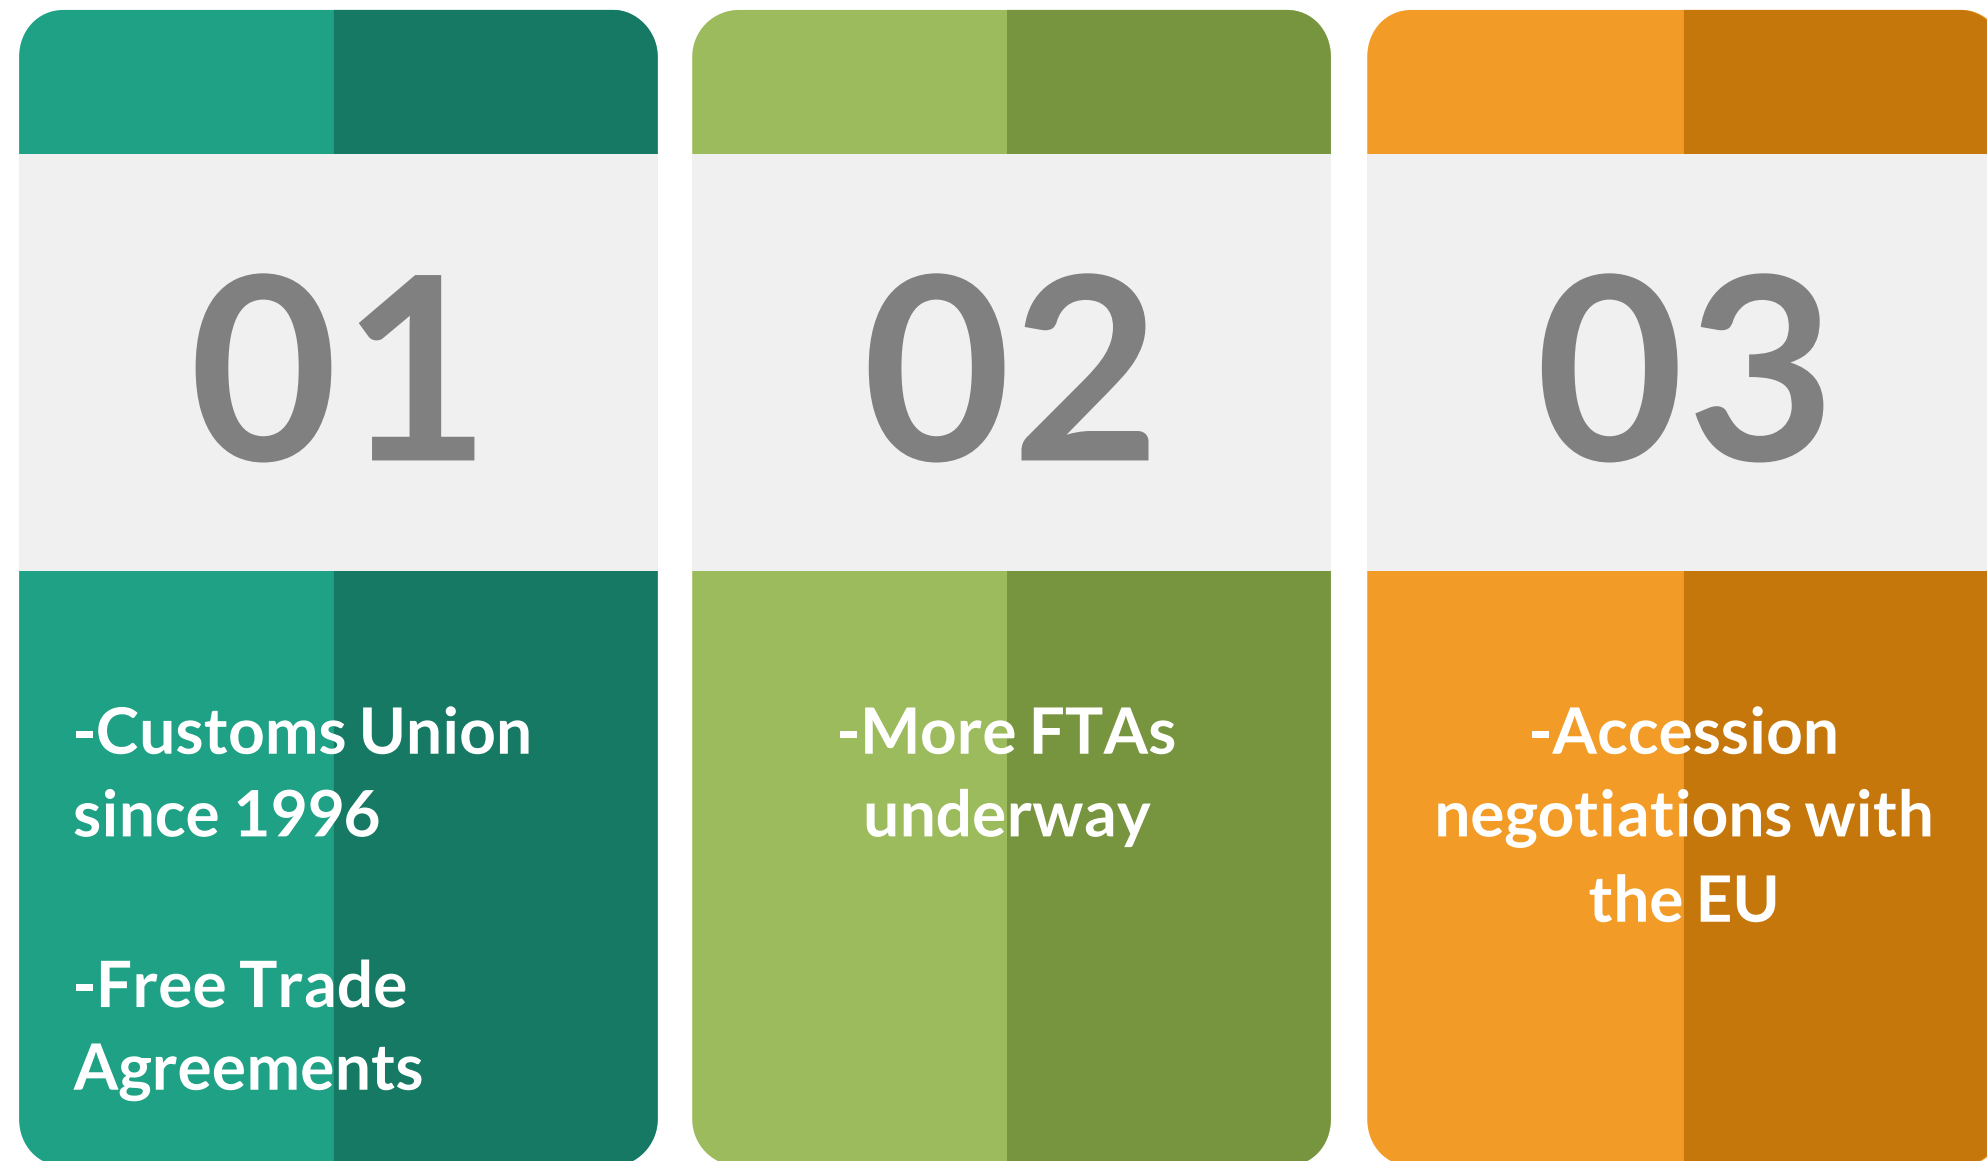 01
-Customs Union
since 1996
-Free Trade
Agreements
02
-More FTAs
underway
03
-Accession
negotiations with
the EU